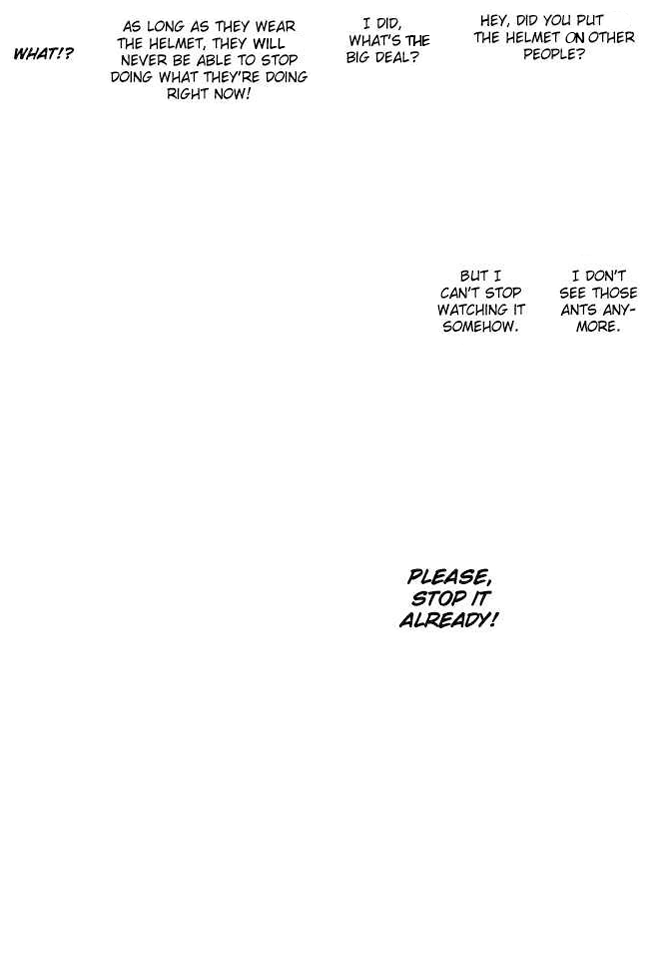 HEY, DID YOU PUT
THE HELMET ON OTHER
PEOPLE?
I DID,
WHAT'S THE
BIG DEAL?
AS LONG AS THEY WEAR
THE HELMET, THEY WILL
NEVER BE ABLE TO STOP
DOING WHAT THEY'RE DOING
RIGHT NOW!
WHAT!?
I DON'T
SEE THOSE
ANTS ANY-
MORE.
BUT I
CAN'T STOP
WATCHING IT
SOMEHOW.
PLEASE,
STOP IT
ALREADY!